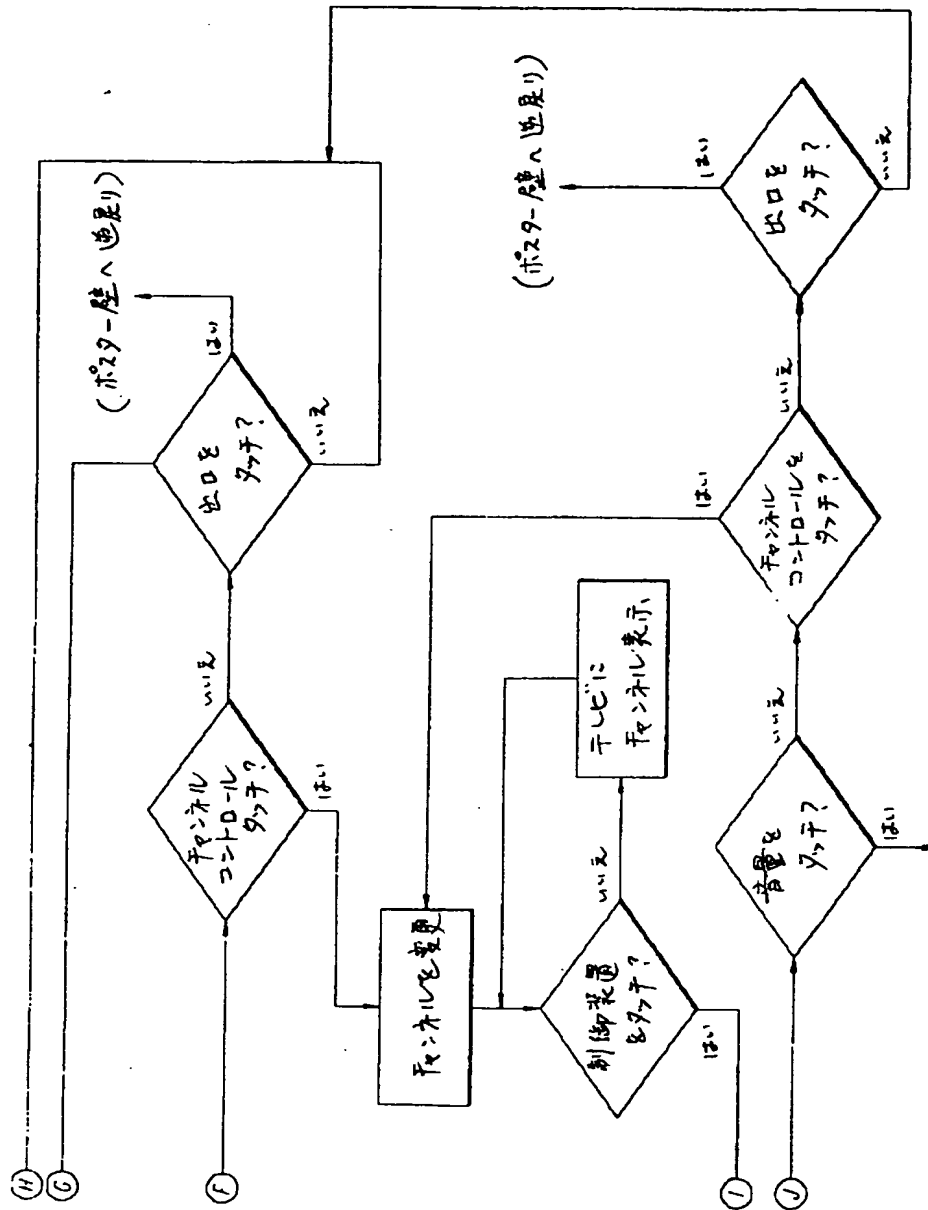 H
G
F
チャンネル
コントロール
タッチ?
いいえ
はい
出口を
タッチ?
はい
いいえ
(ポスター壁へ逆戻り)
チャンネルを変更
制御装置
をタッチ?
いいえ
はい
テレビに
チャンネル表示
I
J
音量を
タッチ?
いいえ
はい
チャンネル
コントロールを
タッチ?
はい
いいえ
出口を
タッチ?
はい
いいえ
(ポスター壁へ逆戻り)